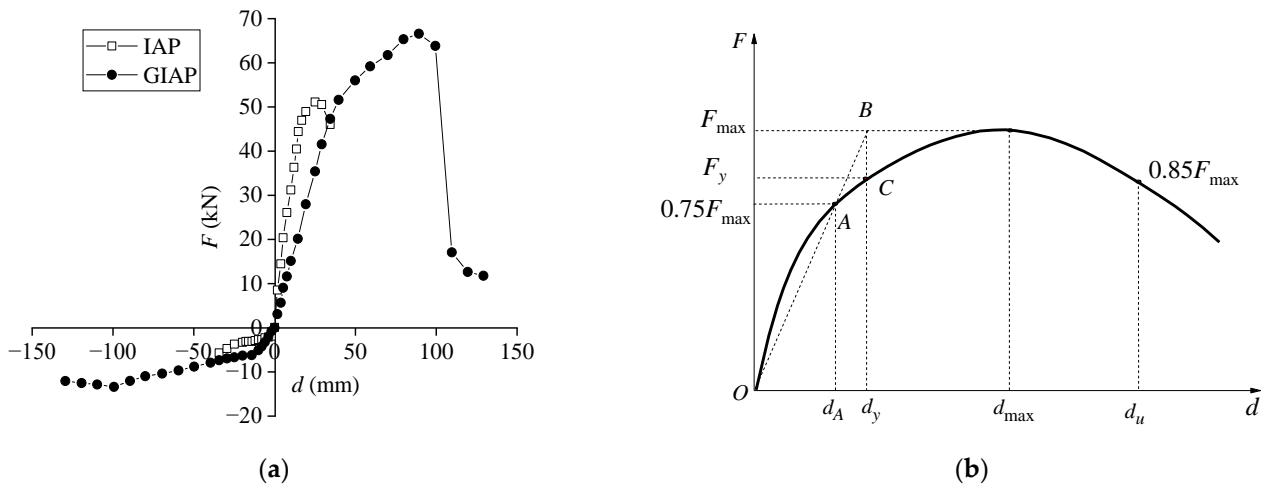 IAP
GIAP
70
60
50
40
30
20
10
0
−10
−20
F (kN)
−150
−100
−50
0
50
100
150
d (mm)
(a)
F
F_max
B
F_y
C
0.85F_max
0.75F_max
A
O
d_A
d_y
d_max
d_u
d
(b)